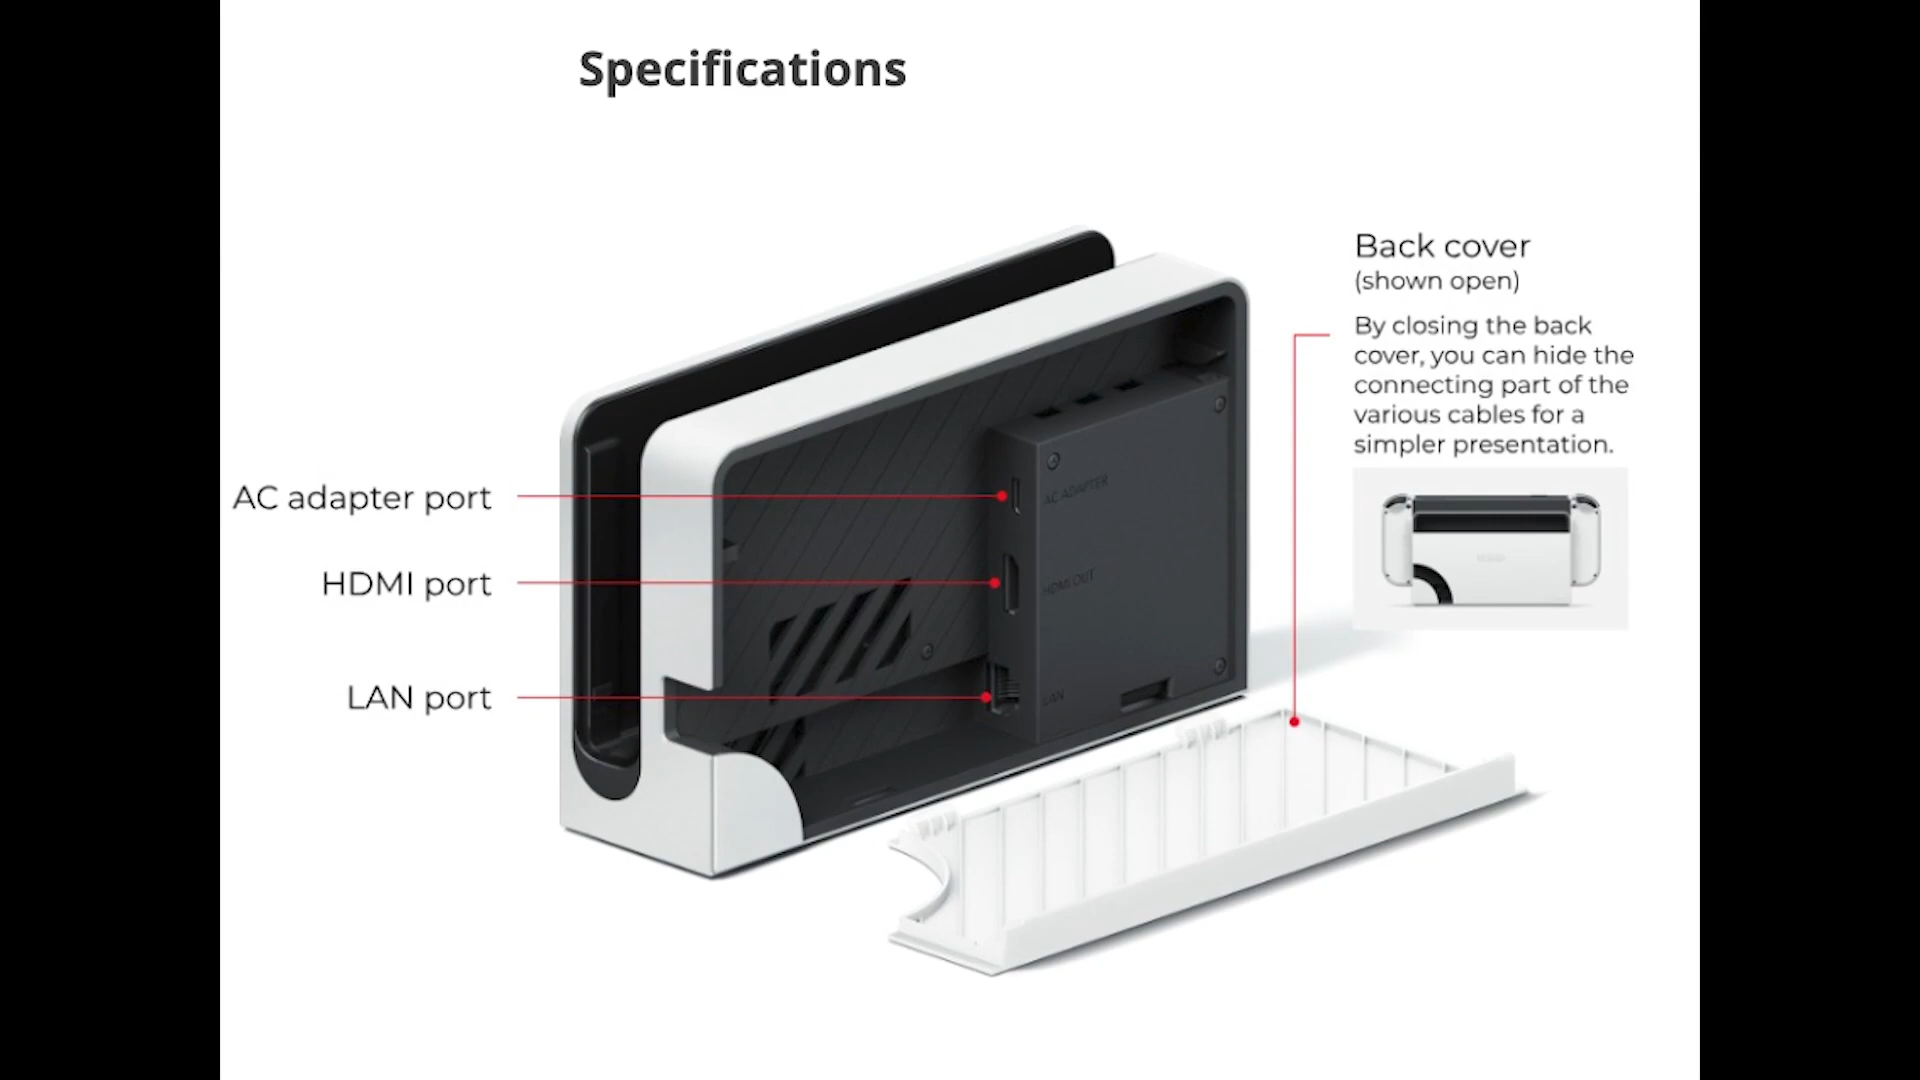 Specifications
Back cover
(shown open)
By closing the back
cover, you can hide the
connecting part of the
various cables for a
simpler presentation.
AC adapter port
AC ADAPTER
HDMI port
HDMI OUT
LAN port
LAN